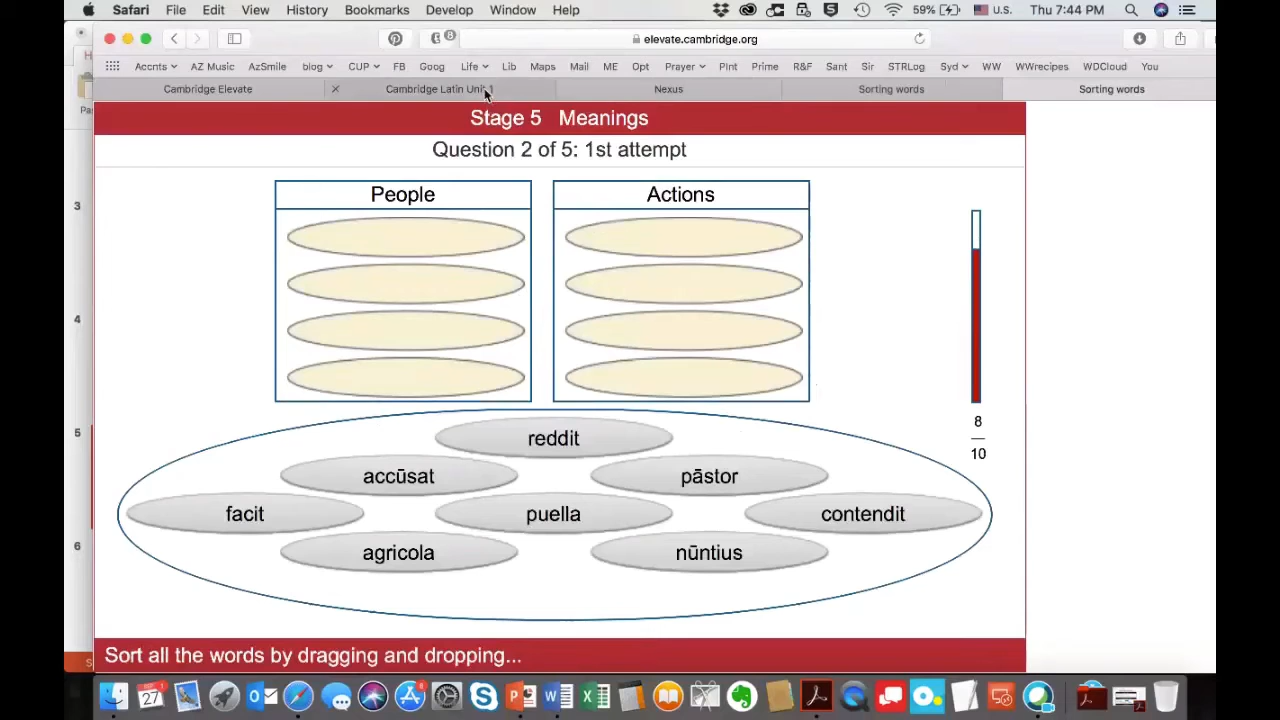 Safari File Edit View History Bookmarks Develop Window Help 59% U.S. Thu 7:44 PM
8 elevate.cambridge.org
Accnts AZ Music AzSmile blog CUP FB Goog Life Lib Maps Mail ME Opt Prayer PInt Prime R&F Sant Sir STRLog Syd WW WWrecipes WDCloud You
Cambridge Elevate Cambridge Latin Unit 1 Nexus Sorting words Sorting words
Stage 5 Meanings
Question 2 of 5: 1st attempt
People Actions
3
4
5
6
8
10
reddit
accūsat pāstor
facit puella contendit
agricola nūntius
Sort all the words by dragging and dropping...
27